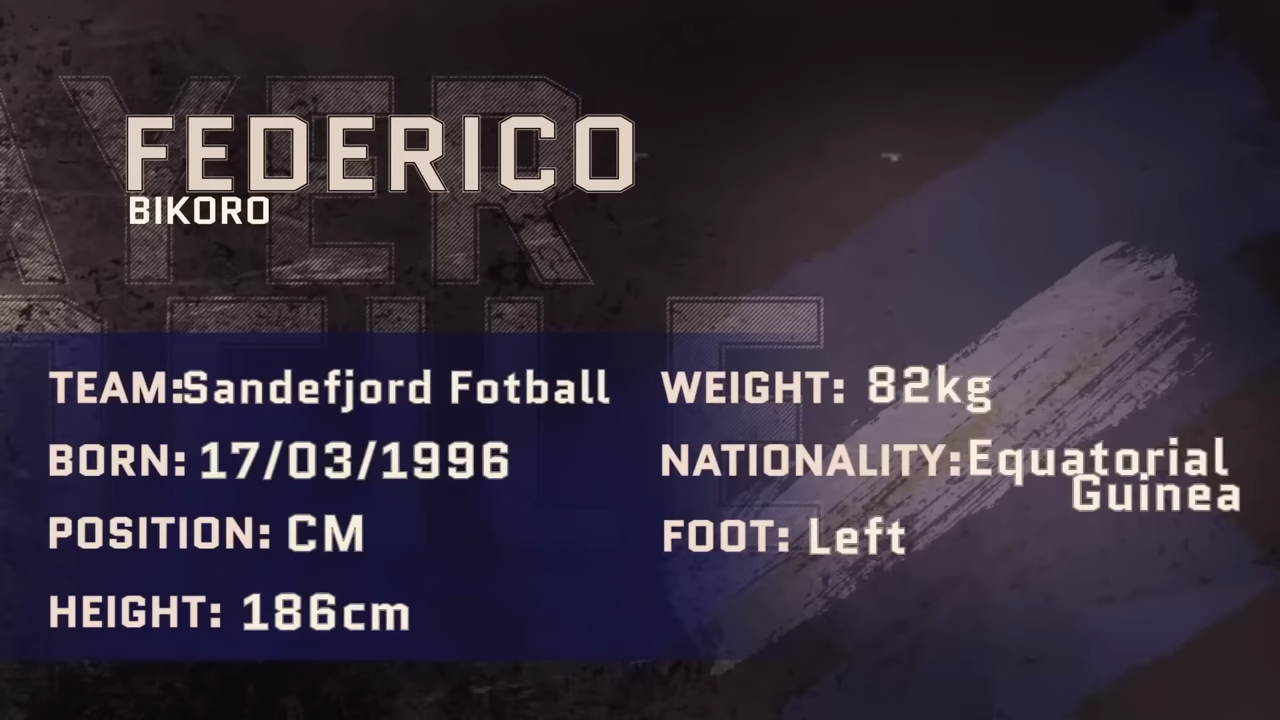 FEDERICO
BIKORO
TEAM:Sandefjord Fotball
BORN: 17/03/1996
POSITION: CM
HEIGHT: 186cm
WEIGHT: 82kg
NATIONALITY:Equatorial
Guinea
FOOT: Left